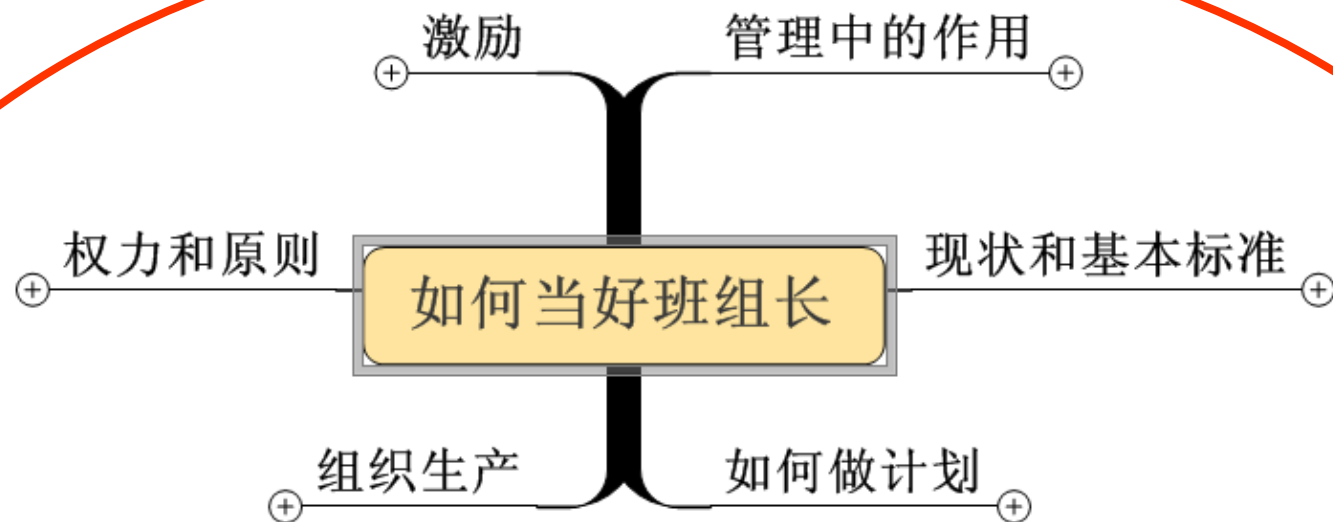 激励
管理中的作用
权力和原则
如何当好班组长
现状和基本标准
组织生产
如何做计划